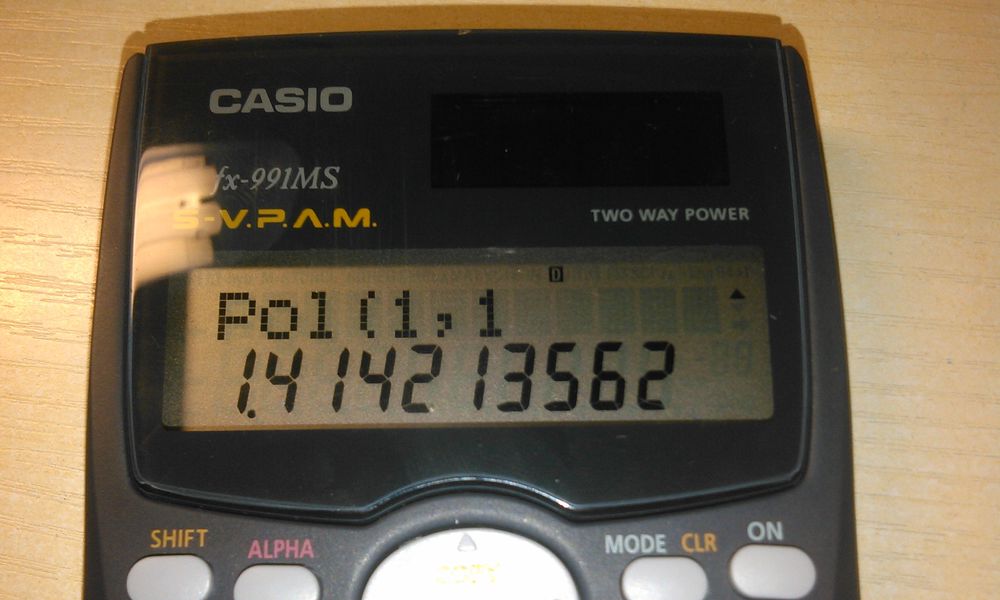 CASIO
fx-991MS
S-V.P.A.M.
TWO WAY POWER
D
Pol(1,1
1.414213562
SHIFT
ALPHA
MODE CLR
ON